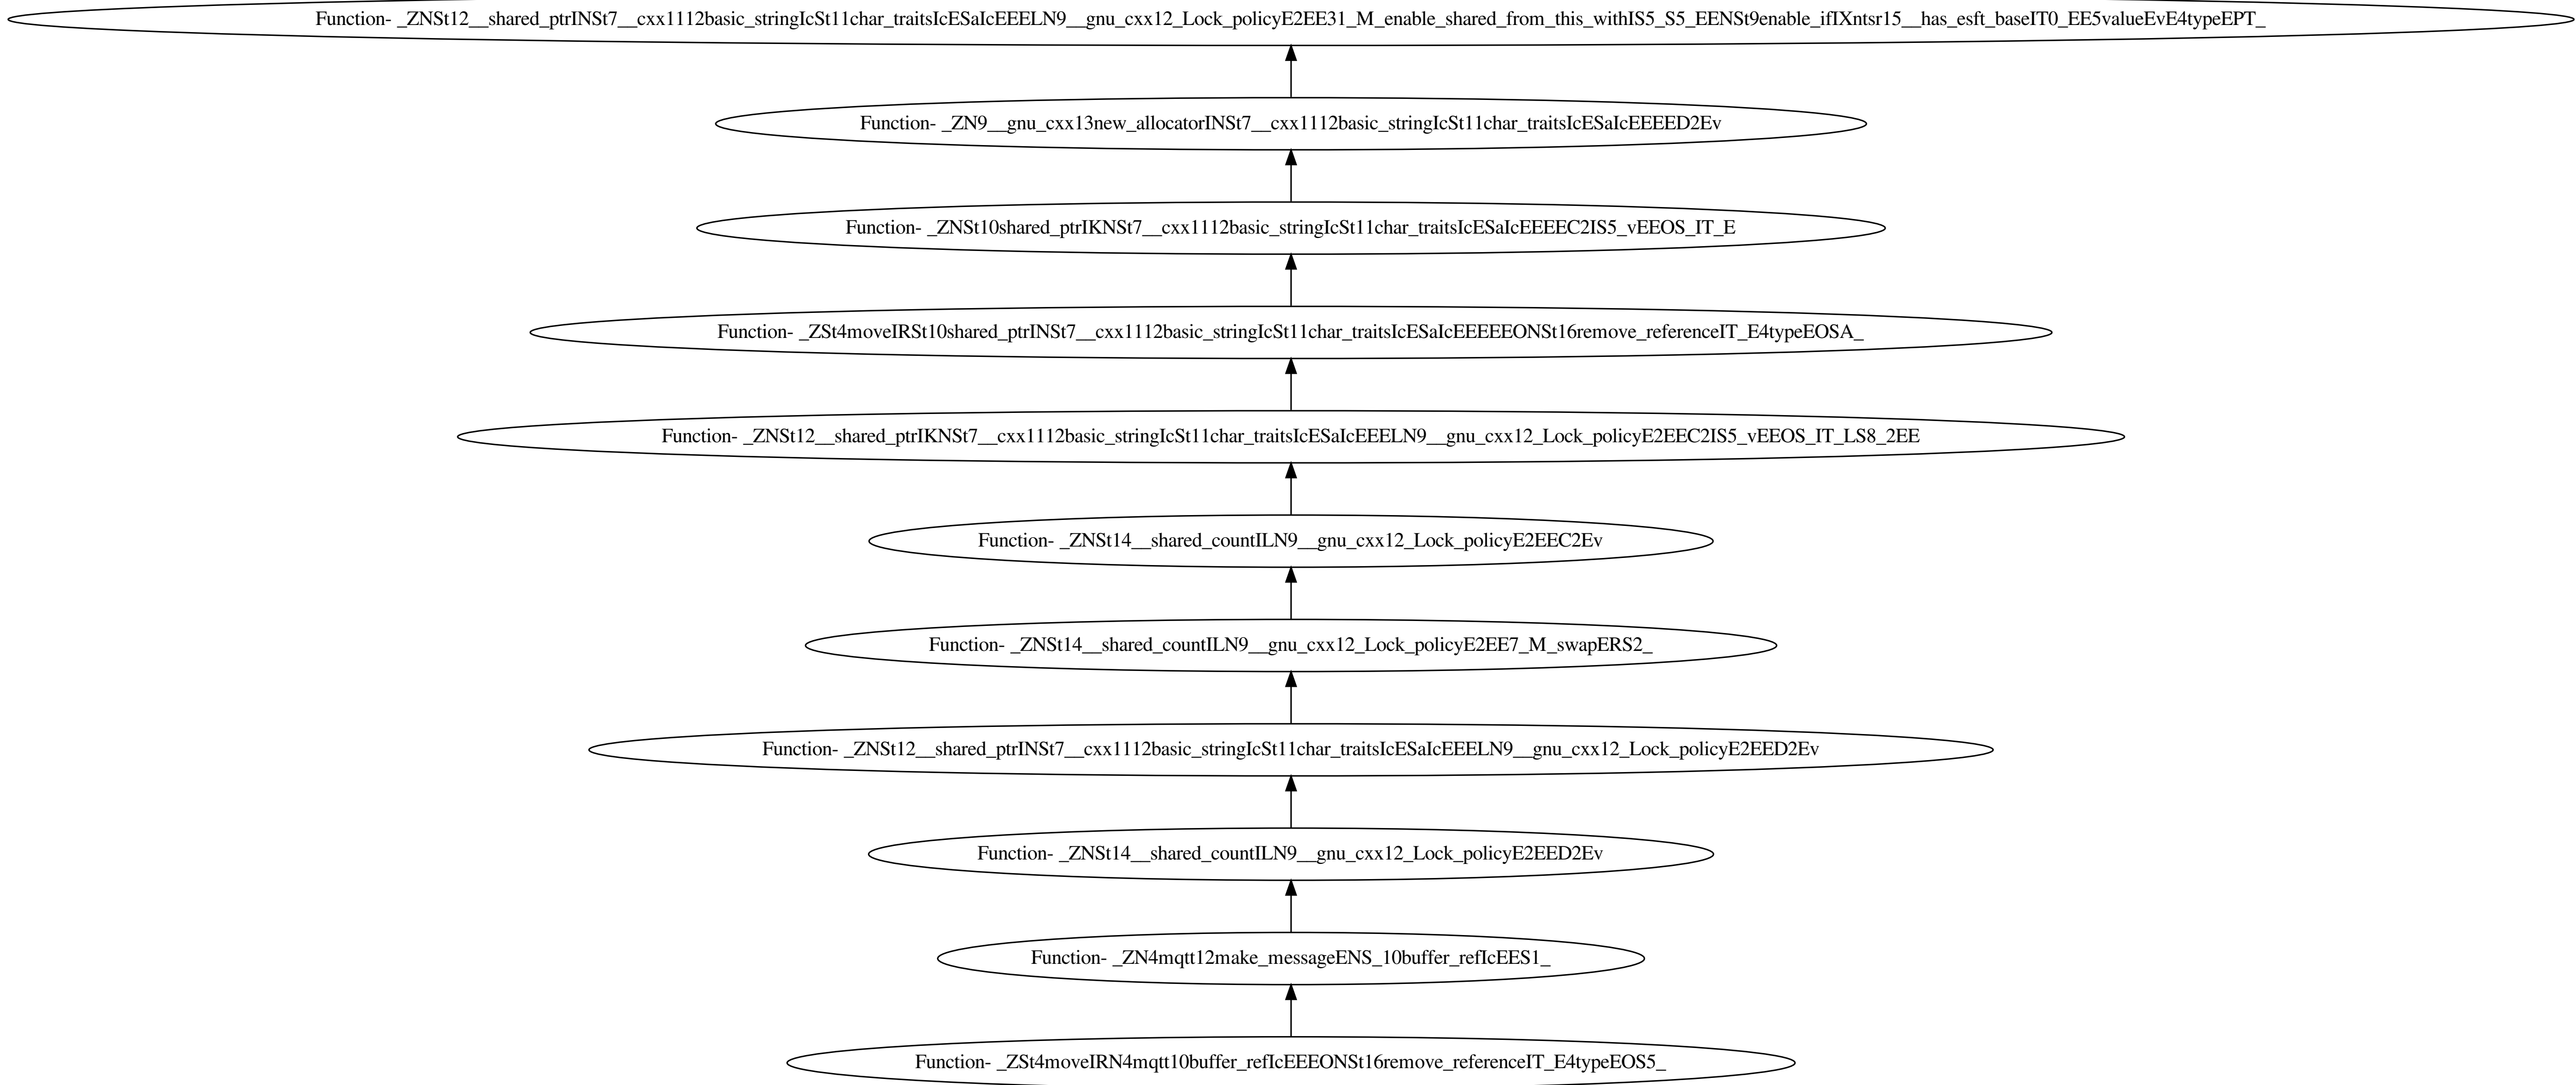 Function- _ZNSt12__shared_ptrINSt7__cxx1112basic_stringIcSt11char_traitsIcESaIcEEELN9__gnu_cxx12_Lock_policyE2EE31_M_enable_shared_from_this_withIS5_S5_EENSt9enable_ifIXntsr15__has_esft_baseIT0_EE5valueEvE4typeEPT_
Function- _ZN9__gnu_cxx13new_allocatorINSt7__cxx1112basic_stringIcSt11char_traitsIcESaIcEEEED2Ev
Function- _ZNSt10shared_ptrIKNSt7__cxx1112basic_stringIcSt11char_traitsIcESaIcEEEEC2IS5_vEEOS_IT_E
Function- _ZSt4moveIRSt10shared_ptrINSt7__cxx1112basic_stringIcSt11char_traitsIcESaIcEEEEEONSt16remove_referenceIT_E4typeEOSA_
Function- _ZNSt12__shared_ptrIKNSt7__cxx1112basic_stringIcSt11char_traitsIcESaIcEEELN9__gnu_cxx12_Lock_policyE2EEC2IS5_vEEOS_IT_LS8_2EE
Function- _ZNSt14__shared_countILN9__gnu_cxx12_Lock_policyE2EEC2Ev
Function- _ZNSt14__shared_countILN9__gnu_cxx12_Lock_policyE2EE7_M_swapERS2_
Function- _ZNSt12__shared_ptrINSt7__cxx1112basic_stringIcSt11char_traitsIcESaIcEEELN9__gnu_cxx12_Lock_policyE2EED2Ev
Function- _ZNSt14__shared_countILN9__gnu_cxx12_Lock_policyE2EED2Ev
Function- _ZN4mqtt12make_messageENS_10buffer_refIcEES1_
Function- _ZSt4moveIRN4mqtt10buffer_refIcEEEONSt16remove_referenceIT_E4typeEOS5_